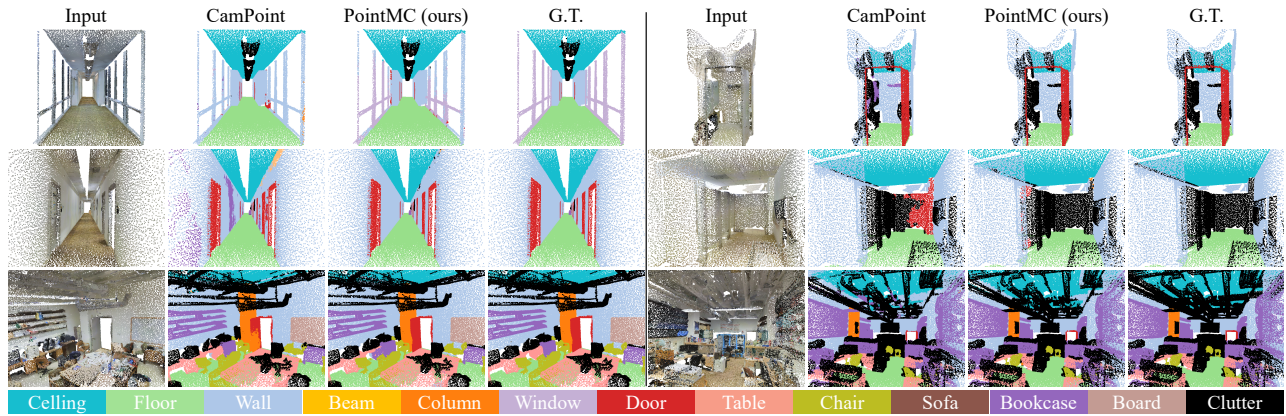 Input CamPoint PointMC (ours) G.T. Input CamPoint PointMC (ours) G.T.
Celling Floor Wall Beam Column Window Door Table Chair Sofa Bookcase Board Clutter